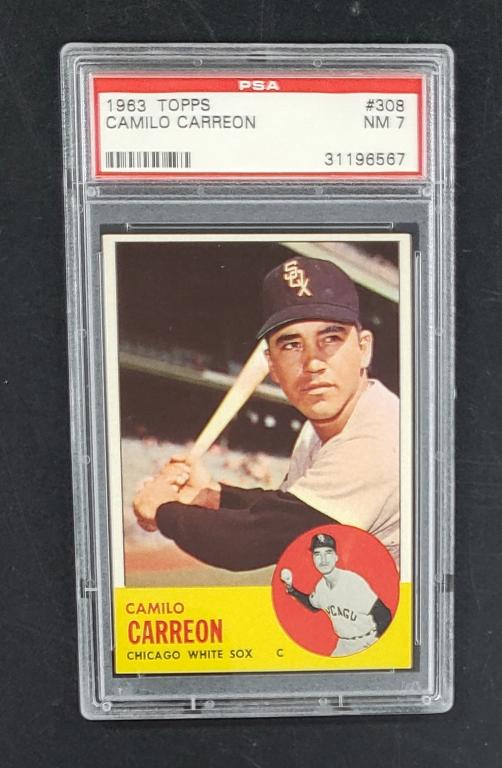 PSA
1963 TOPPS #308
CAMILO CARREON NM 7
31196567
SOX
CHICAGO
CAMILO
CARREON
CHICAGO WHITE SOX C